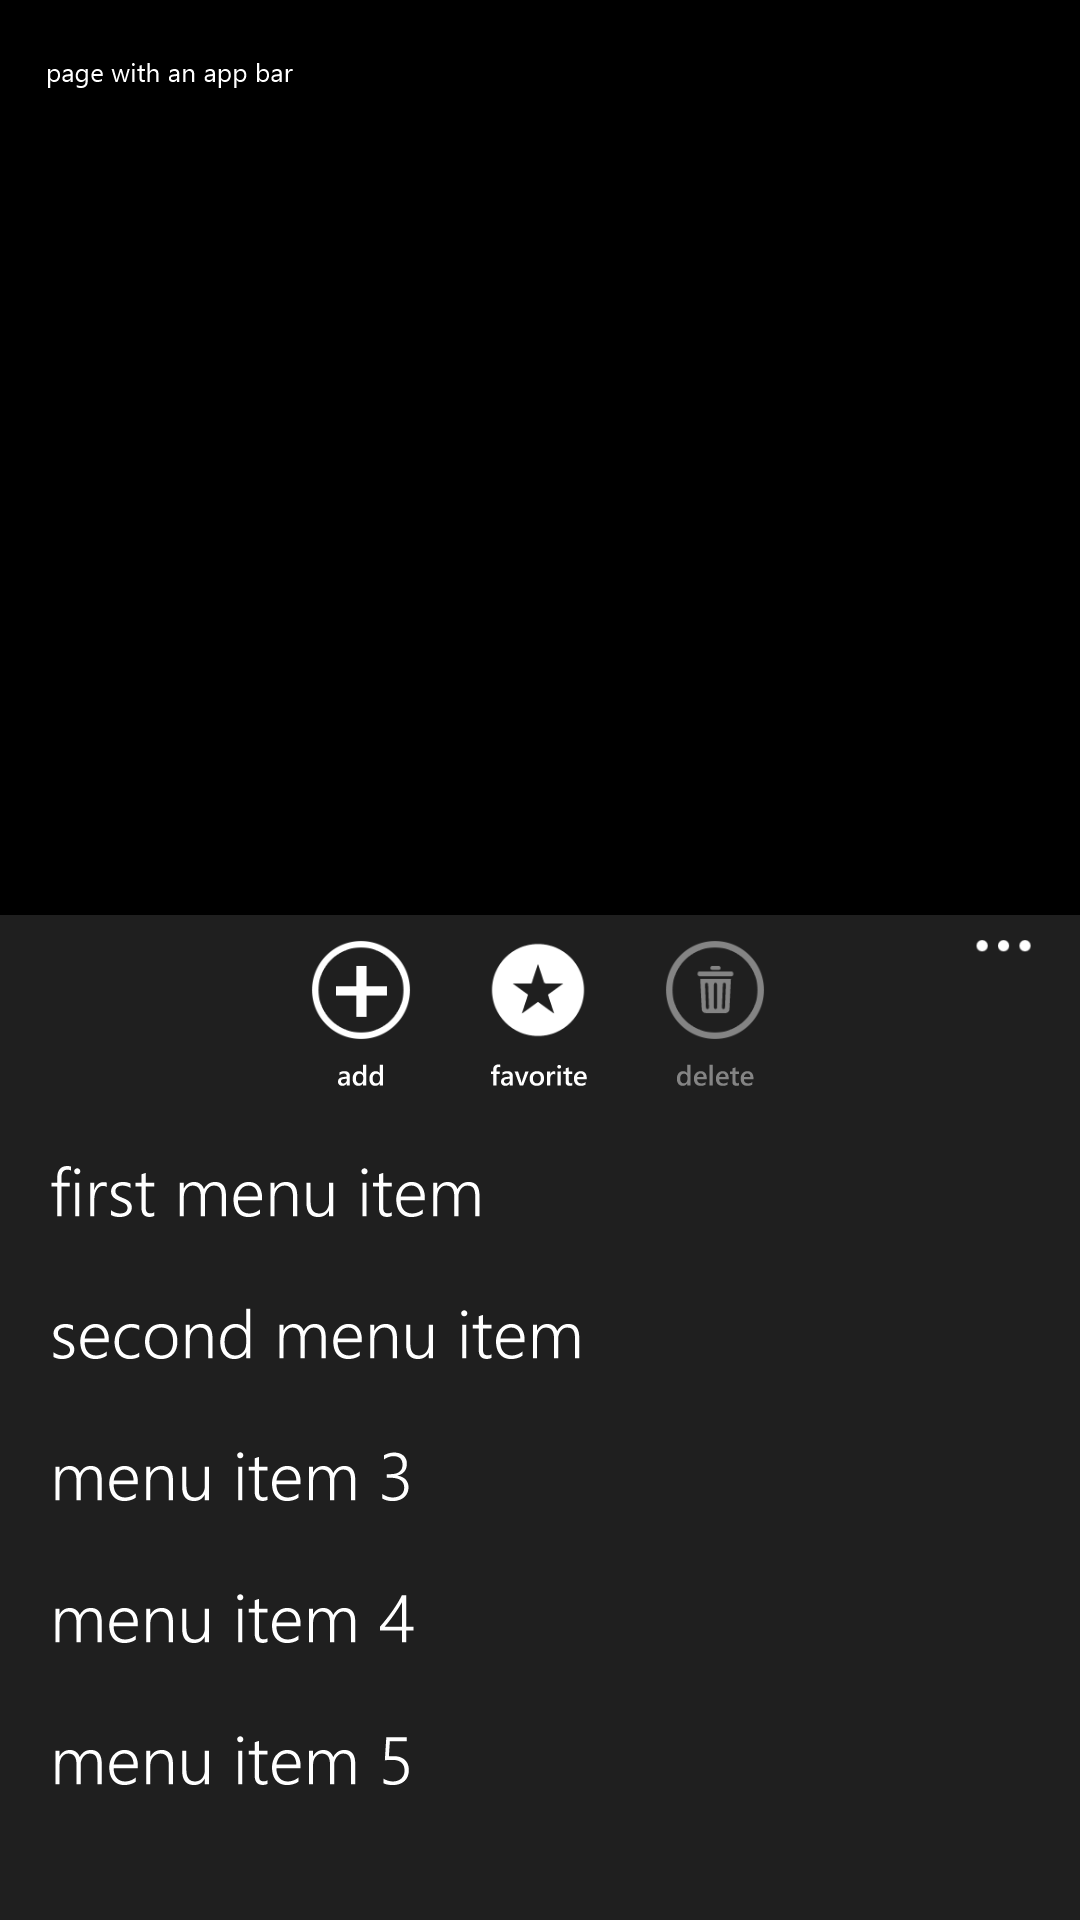 page with an app bar
add favorite delete
first menu item
second menu item
menu item 3
menu item 4
menu item 5